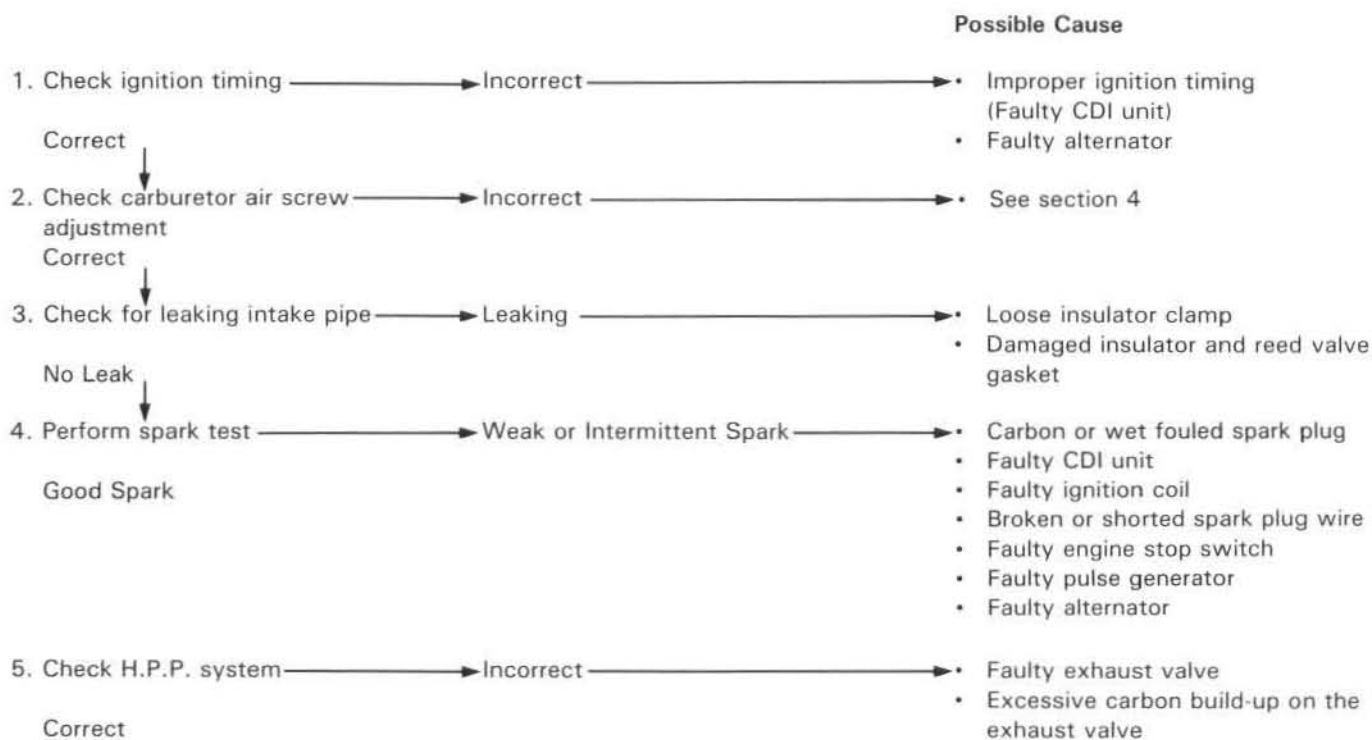 Possible Cause
1. Check ignition timing Incorrect • Improper ignition timing
(Faulty CDI unit)
Correct • Faulty alternator
2. Check carburetor air screw Incorrect • See section 4
adjustment
Correct
3. Check for leaking intake pipe Leaking • Loose insulator clamp
• Damaged insulator and reed valve
No Leak gasket
4. Perform spark test Weak or Intermittent Spark • Carbon or wet fouled spark plug
• Faulty CDI unit
Good Spark • Faulty ignition coil
• Broken or shorted spark plug wire
• Faulty engine stop switch
• Faulty pulse generator
• Faulty alternator
5. Check H.P.P. system Incorrect • Faulty exhaust valve
• Excessive carbon build-up on the
Correct exhaust valve